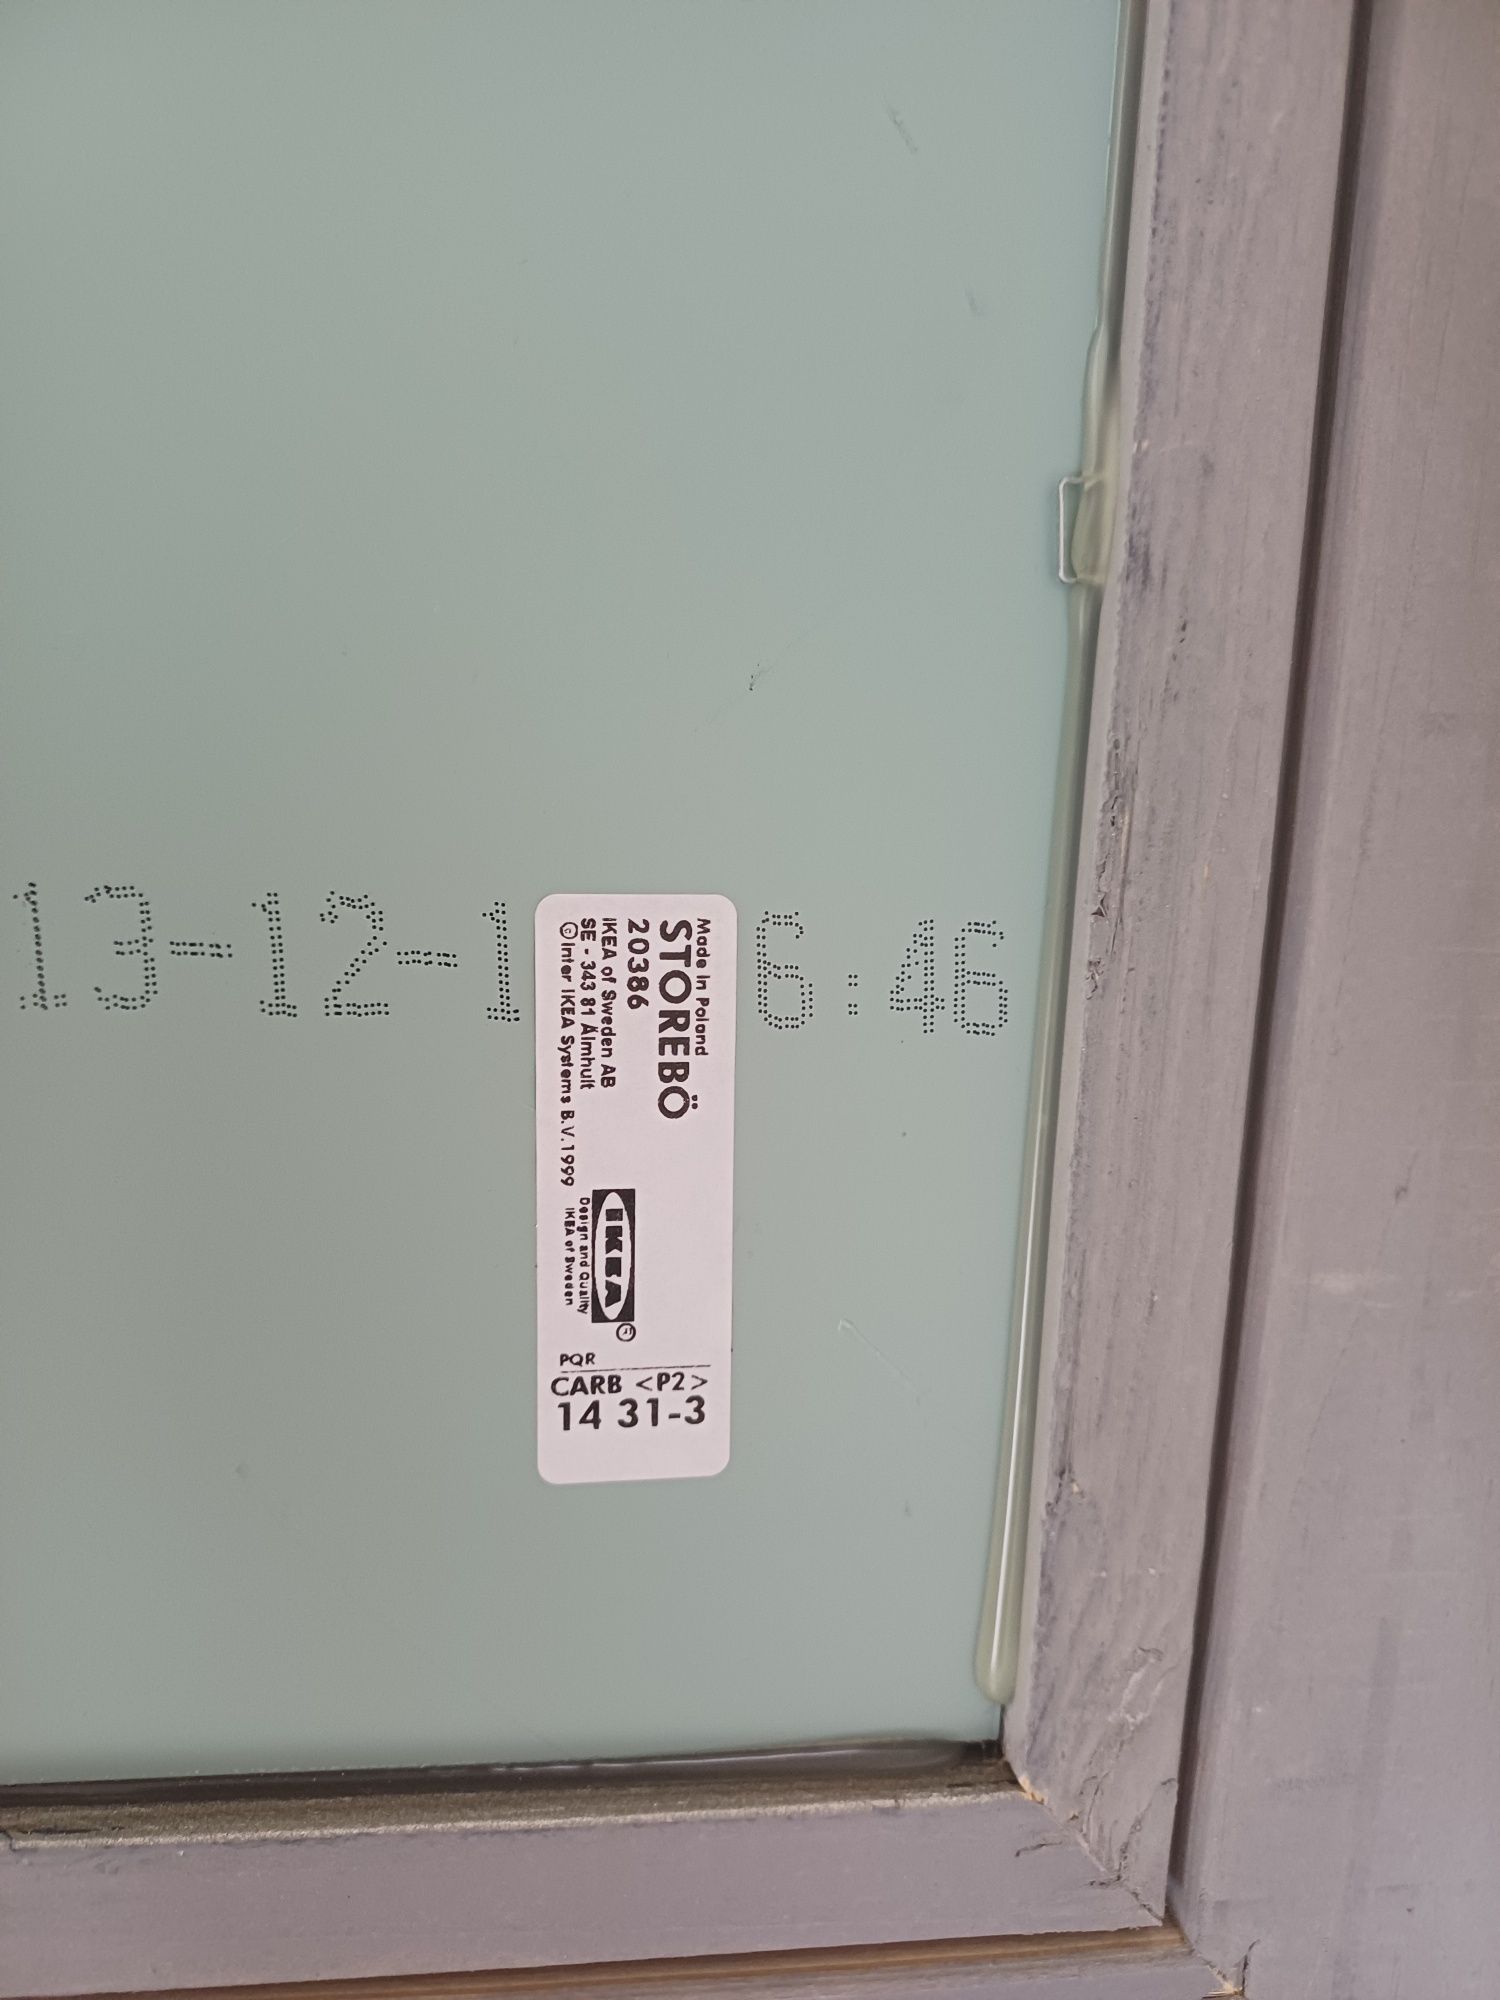 13-12-1 6:46
Made in Poland
STOREBÖ
20386
IKEA of Sweden AB
SE - 343 81 Älmhult
© Inter IKEA Systems B.V. 1999
IKEA®
Design and Quality
IKEA of Sweden
PQR
CARB <P2>
14 31-3